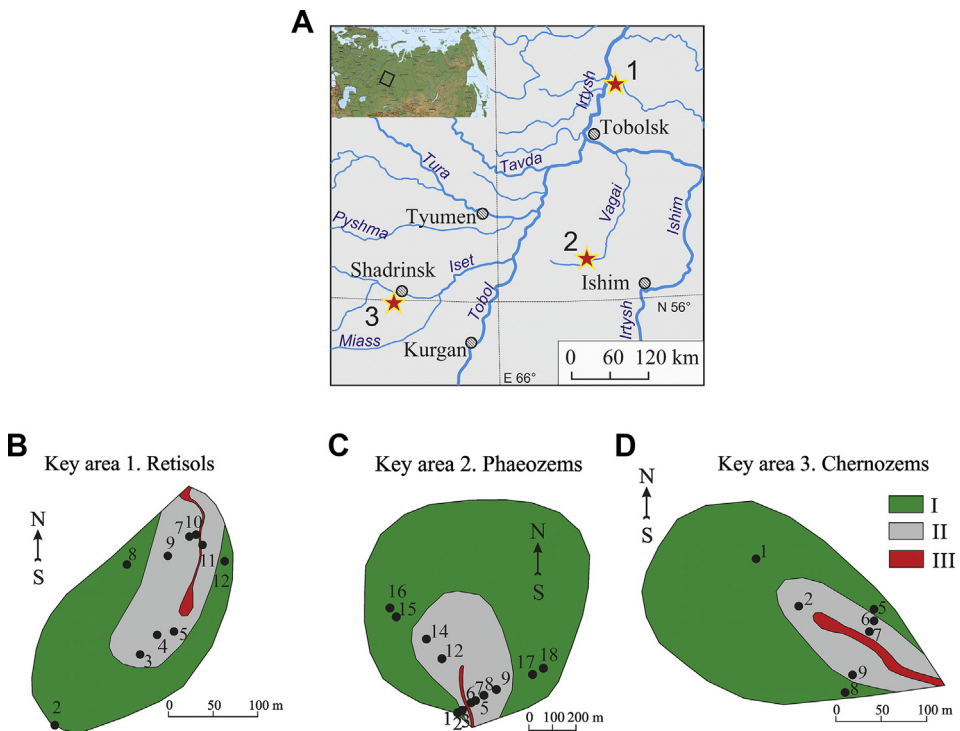 A
1
Irtysh
Tobolsk
Tavda
Tura
Vagai
Ishim
Tyumen
Pyshma
2
Iset
Shadrinsk
Ishim
3
Tobol
N 56°
Miass
Irtysh
Kurgan
0 60 120 km
E 66°
B
Key area 1. Retisols
N
S
10
7
9
8
11
12
4
5
3
2
0 50 100 m
C
Key area 2. Phaeozems
N
S
16
15
14
12
18
17
9
8
7
6
5
3
2
1
0 100 200 m
D
Key area 3. Chernozems
N
S
I
II
III
1
2
5
6
7
9
8
0 50 100 m